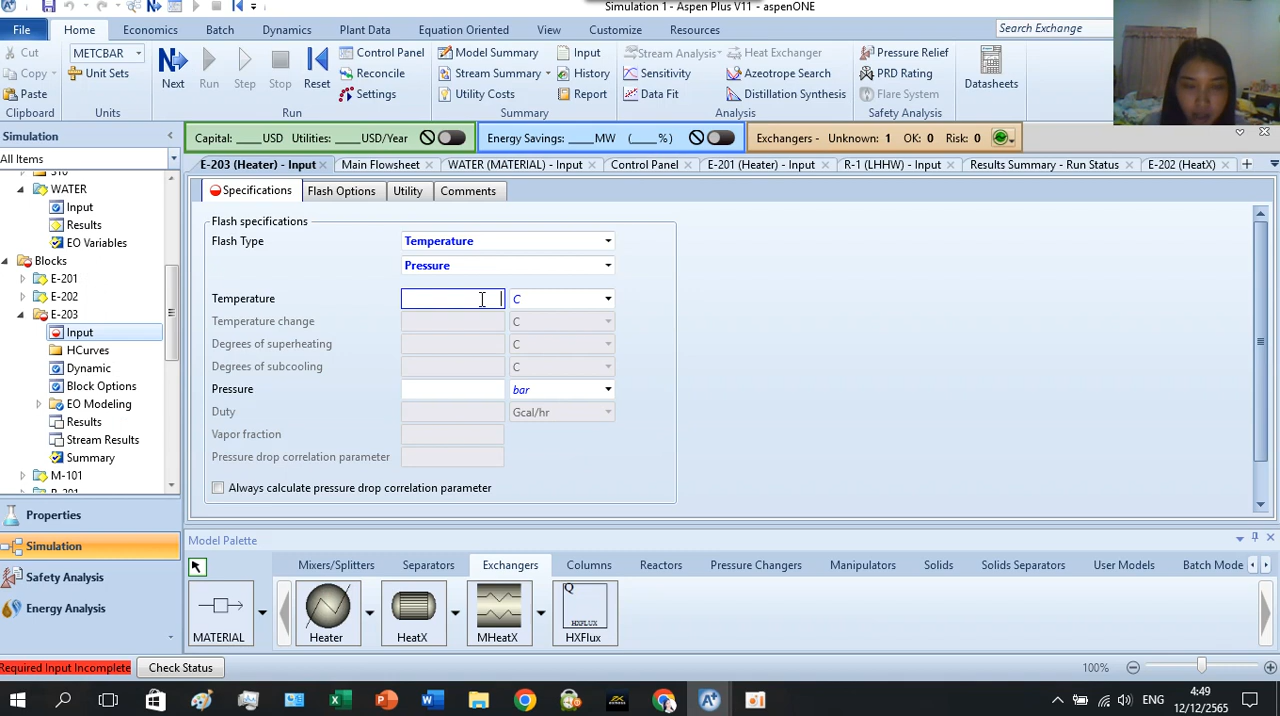 Simulation 1 - Aspen Plus V11 - aspenONE
File Home Economics Batch Dynamics Plant Data Equation Oriented View Customize Resources Search Exchange
Cut METCBAR Control Panel Model Summary Input Stream Analysis Heat Exchanger Pressure Relief
Copy Unit Sets Next Run Step Stop Reset Reconcile Stream Summary History Sensitivity Azeotrope Search PRD Rating Datasheets
Paste Settings Utility Costs Report Data Fit Distillation Synthesis Flare System
Clipboard Units Run Summary Analysis Safety Analysis
Simulation Capital: ____ USD Utilities: ____ USD/Year Energy Savings: ____ MW (____ %) Exchangers - Unknown: 1 OK: 0 Risk: 0
All Items E-203 (Heater) - Input Main Flowsheet WATER (MATERIAL) - Input Control Panel E-201 (Heater) - Input R-1 (LHHW) - Input Results Summary - Run Status E-202 (HeatX)
S10
WATER
Input
Results
EO Variables
Blocks
E-201
E-202
E-203
Input
HCurves
Dynamic
Block Options
EO Modeling
Results
Stream Results
Summary
M-101
Properties
Simulation
Safety Analysis
Energy Analysis
Specifications Flash Options Utility Comments
Flash specifications
Flash Type Temperature
Pressure
Temperature C
Temperature change C
Degrees of superheating C
Degrees of subcooling C
Pressure bar
Duty Gcal/hr
Vapor fraction
Pressure drop correlation parameter
Always calculate pressure drop correlation parameter
Model Palette
Mixers/Splitters Separators Exchangers Columns Reactors Pressure Changers Manipulators Solids Solids Separators User Models Batch Mode
MATERIAL Heater HeatX MHeatX Q HXFLUX HXFlux
Required Input Incomplete Check Status 100%
ENG 4:49
12/12/2565